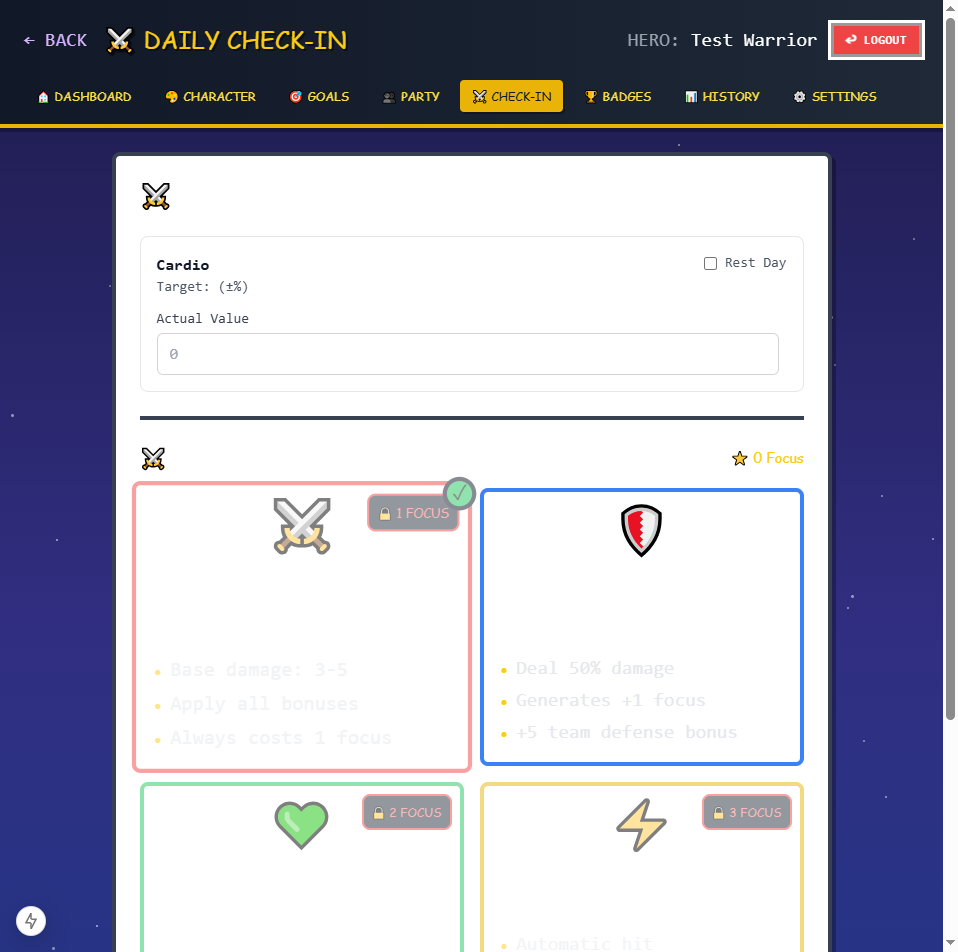 ← BACK DAILY CHECK-IN HERO: Test Warrior LOGOUT
DASHBOARD CHARACTER GOALS PARTY CHECK-IN BADGES HISTORY SETTINGS
Cardio
Rest Day
Target: (±%)
Actual Value
0
0 Focus
1 FOCUS
Base damage: 3-5
Apply all bonuses
Always costs 1 focus
Deal 50% damage
Generates +1 focus
+5 team defense bonus
2 FOCUS
3 FOCUS
Automatic hit